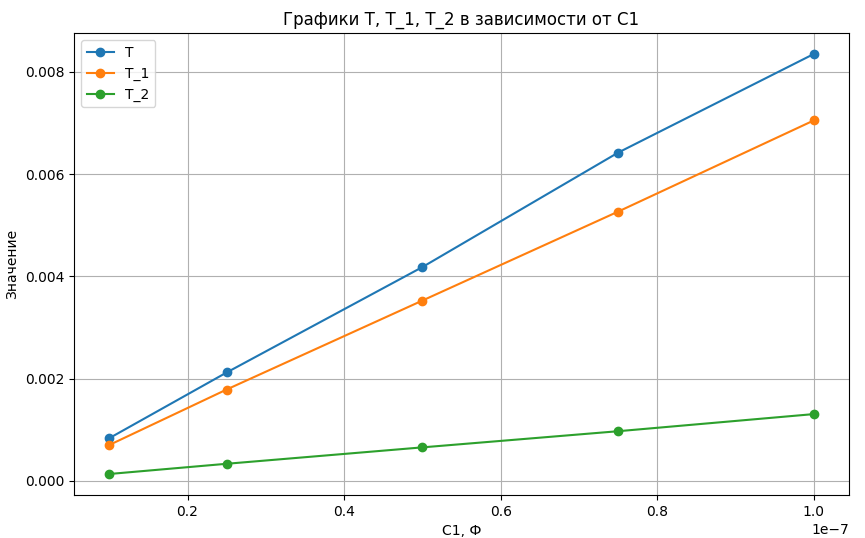 Графики T, T_1, T_2 в зависимости от C1
T
T_1
T_2
Значение
0.008
0.006
0.004
0.002
0.000
0.2
0.4
0.6
0.8
1.0
1e−7
C1, Ф